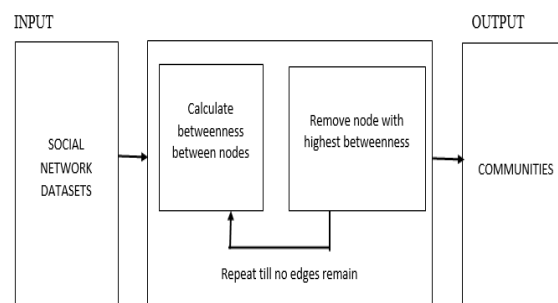 INPUT
OUTPUT
SOCIAL
NETWORK
DATASETS
Calculate
betweenness
between nodes
Remove node with
highest betweenness
Repeat till no edges remain
COMMUNITIES